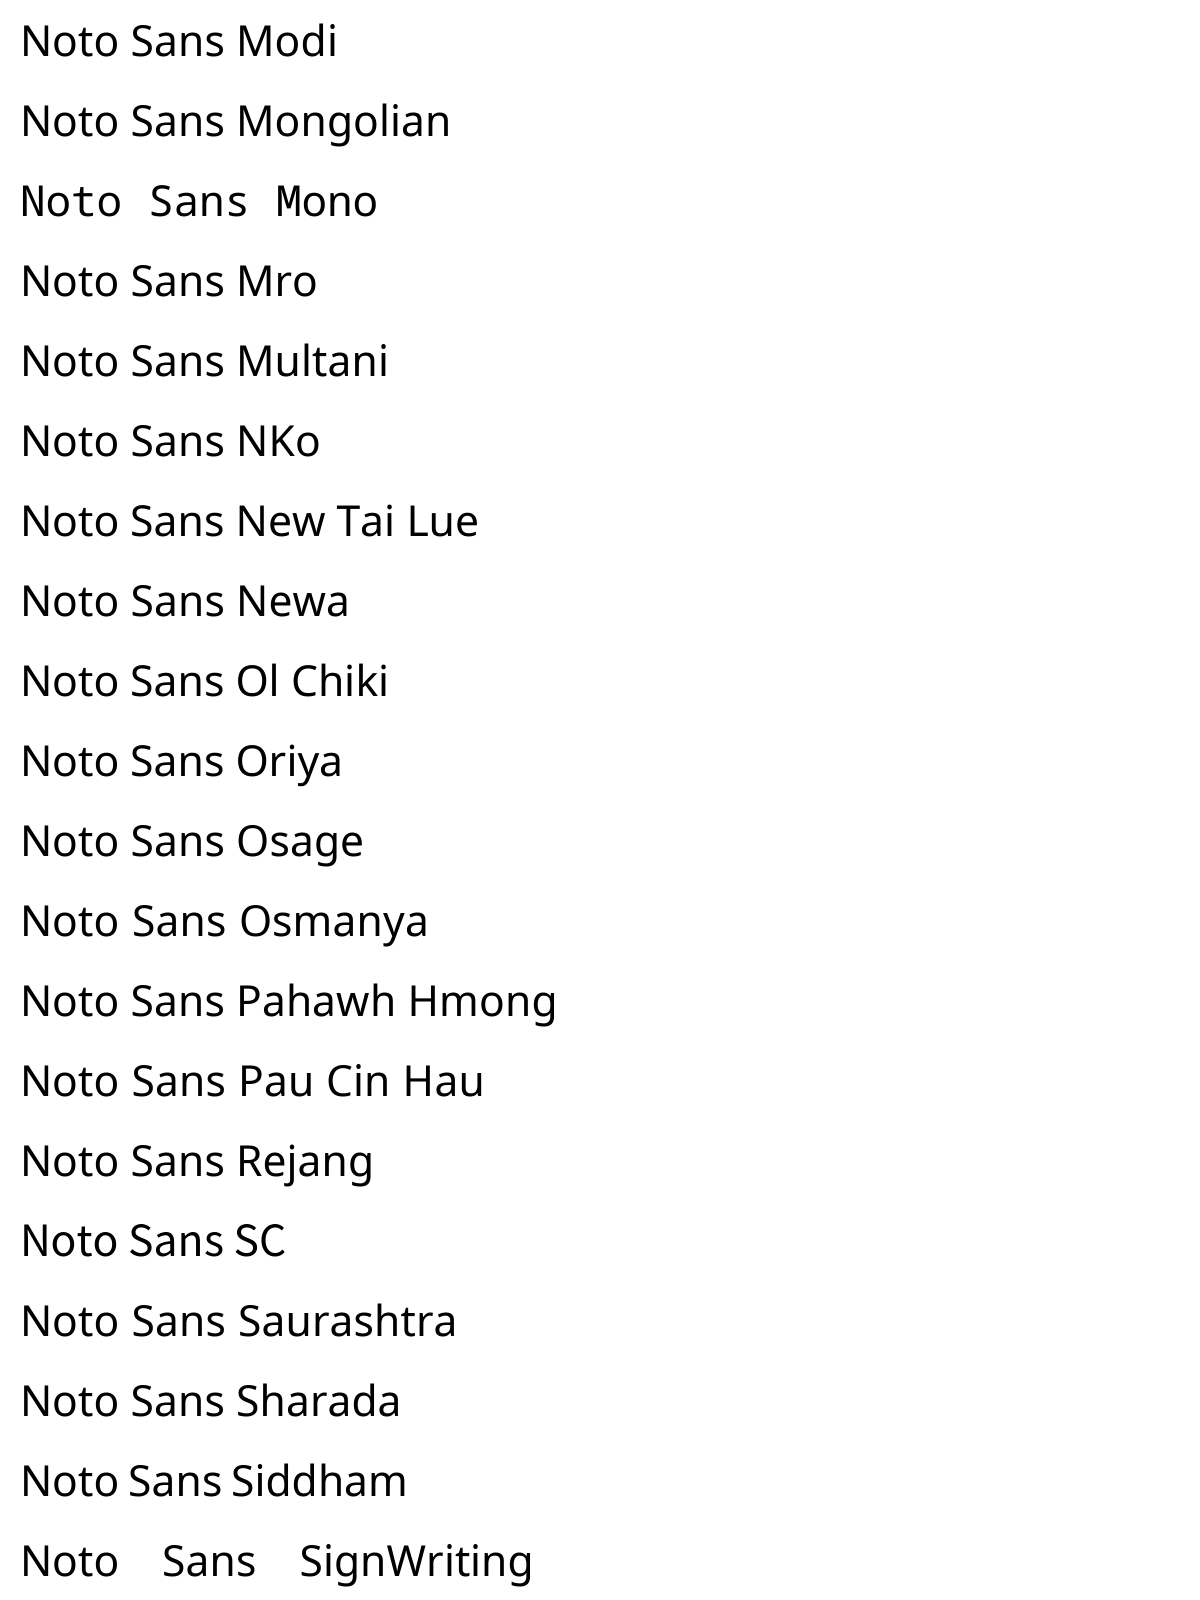 Noto Sans Modi
Noto Sans Mongolian
Noto Sans Mono
Noto Sans Mro
Noto Sans Multani
Noto Sans NKo
Noto Sans New Tai Lue
Noto Sans Newa
Noto Sans Ol Chiki
Noto Sans Oriya
Noto Sans Osage
Noto Sans Osmanya
Noto Sans Pahawh Hmong
Noto Sans Pau Cin Hau
Noto Sans Rejang
Noto Sans SC
Noto Sans Saurashtra
Noto Sans Sharada
Noto Sans Siddham
Noto Sans SignWriting